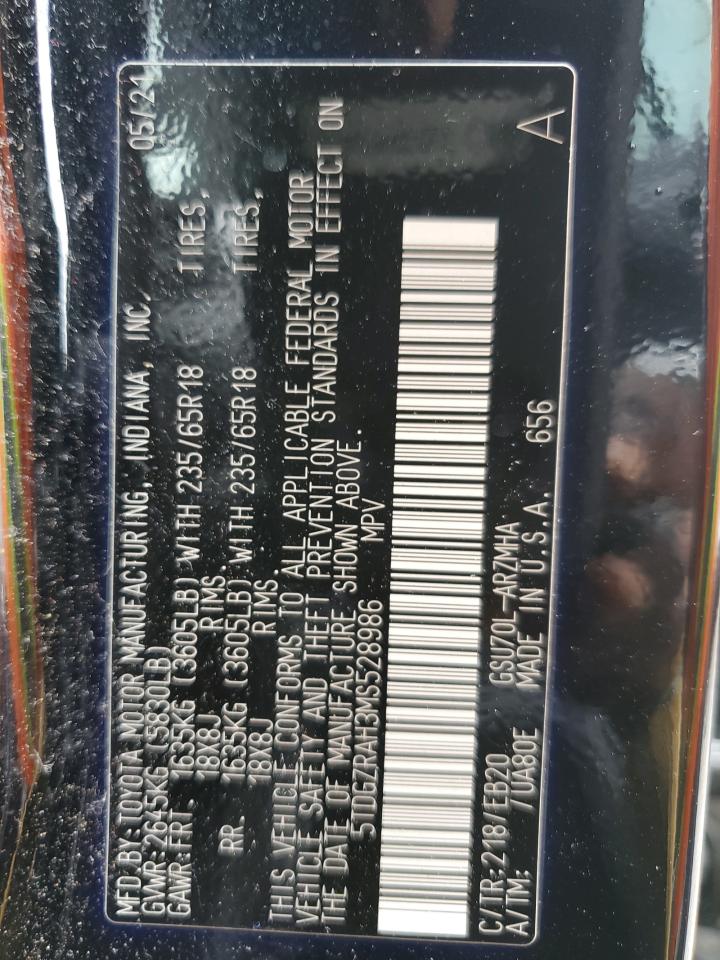 MFD.BY:TOYOTA MOTOR MANUFACTURING, INDIANA, INC. 05/21
GWR:2645KG (5830LB)
GAWR:FRT. 1635KG (3605LB) WITH 235/65R18 TIRES,
18X8J RIMS.
RR. 1635KG (3605LB) WITH 235/65R18 TIRES,
18X8J RIMS.
THIS VEHICLE CONFORMS TO ALL APPLICABLE FEDERAL MOTOR
VEHICLE SAFETY AND THEFT PREVENTION STANDARDS IN EFFECT ON
THE DATE OF MANUFACTURE SHOWN ABOVE.
5TDGZRAH3MS528986 MPV
C/TR:218/EB20 GSU70L-ARZMHA A
A/TM: /UA80E MADE IN U.S.A. 656